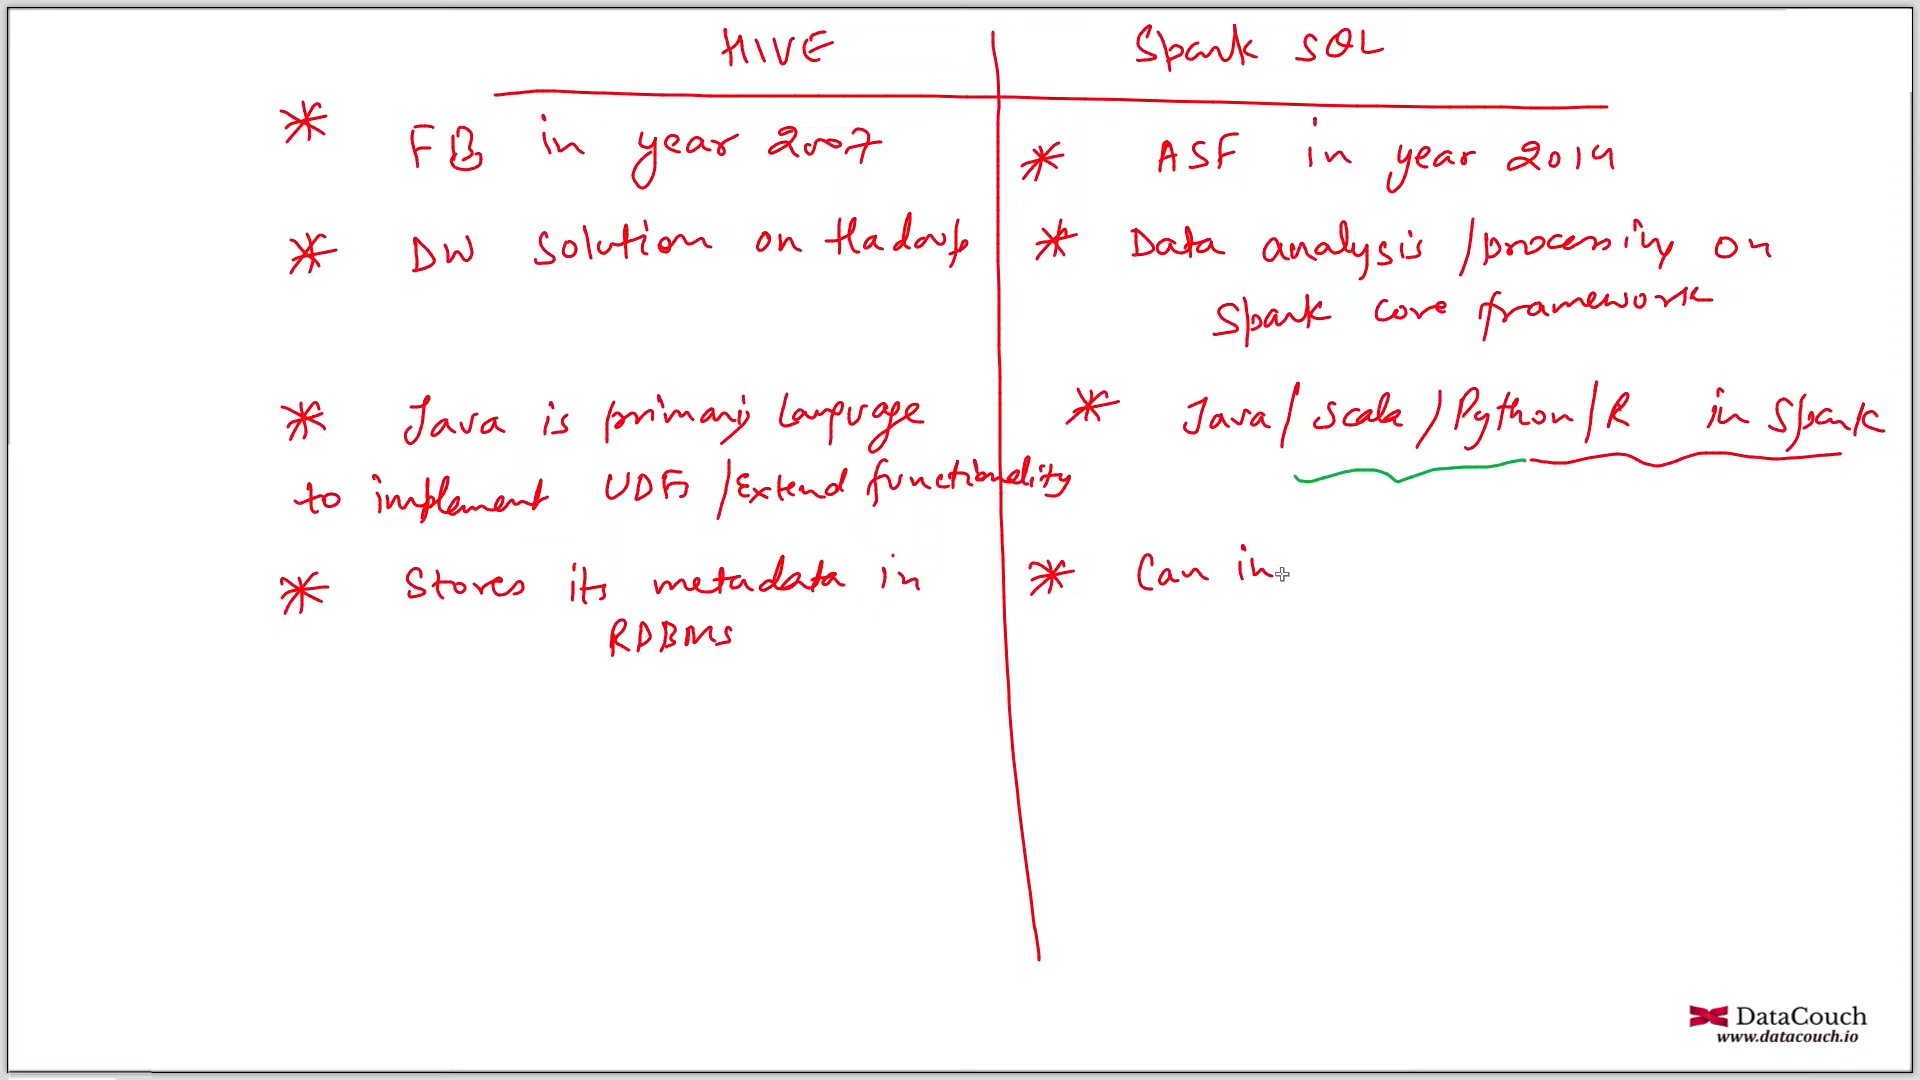 HIVE
Spark SQL
* FB in year 2007
* ASF in year 2014
* DW solution on Hadoop
* Data analysis/processing on
Spark core framework
* Java is primary language
to implement UDFs/Extend functionality
* Java/Scala/Python/R in Spark
* Stores its metadata in
RDBMS
* Can in
DataCouch
www.datacouch.io